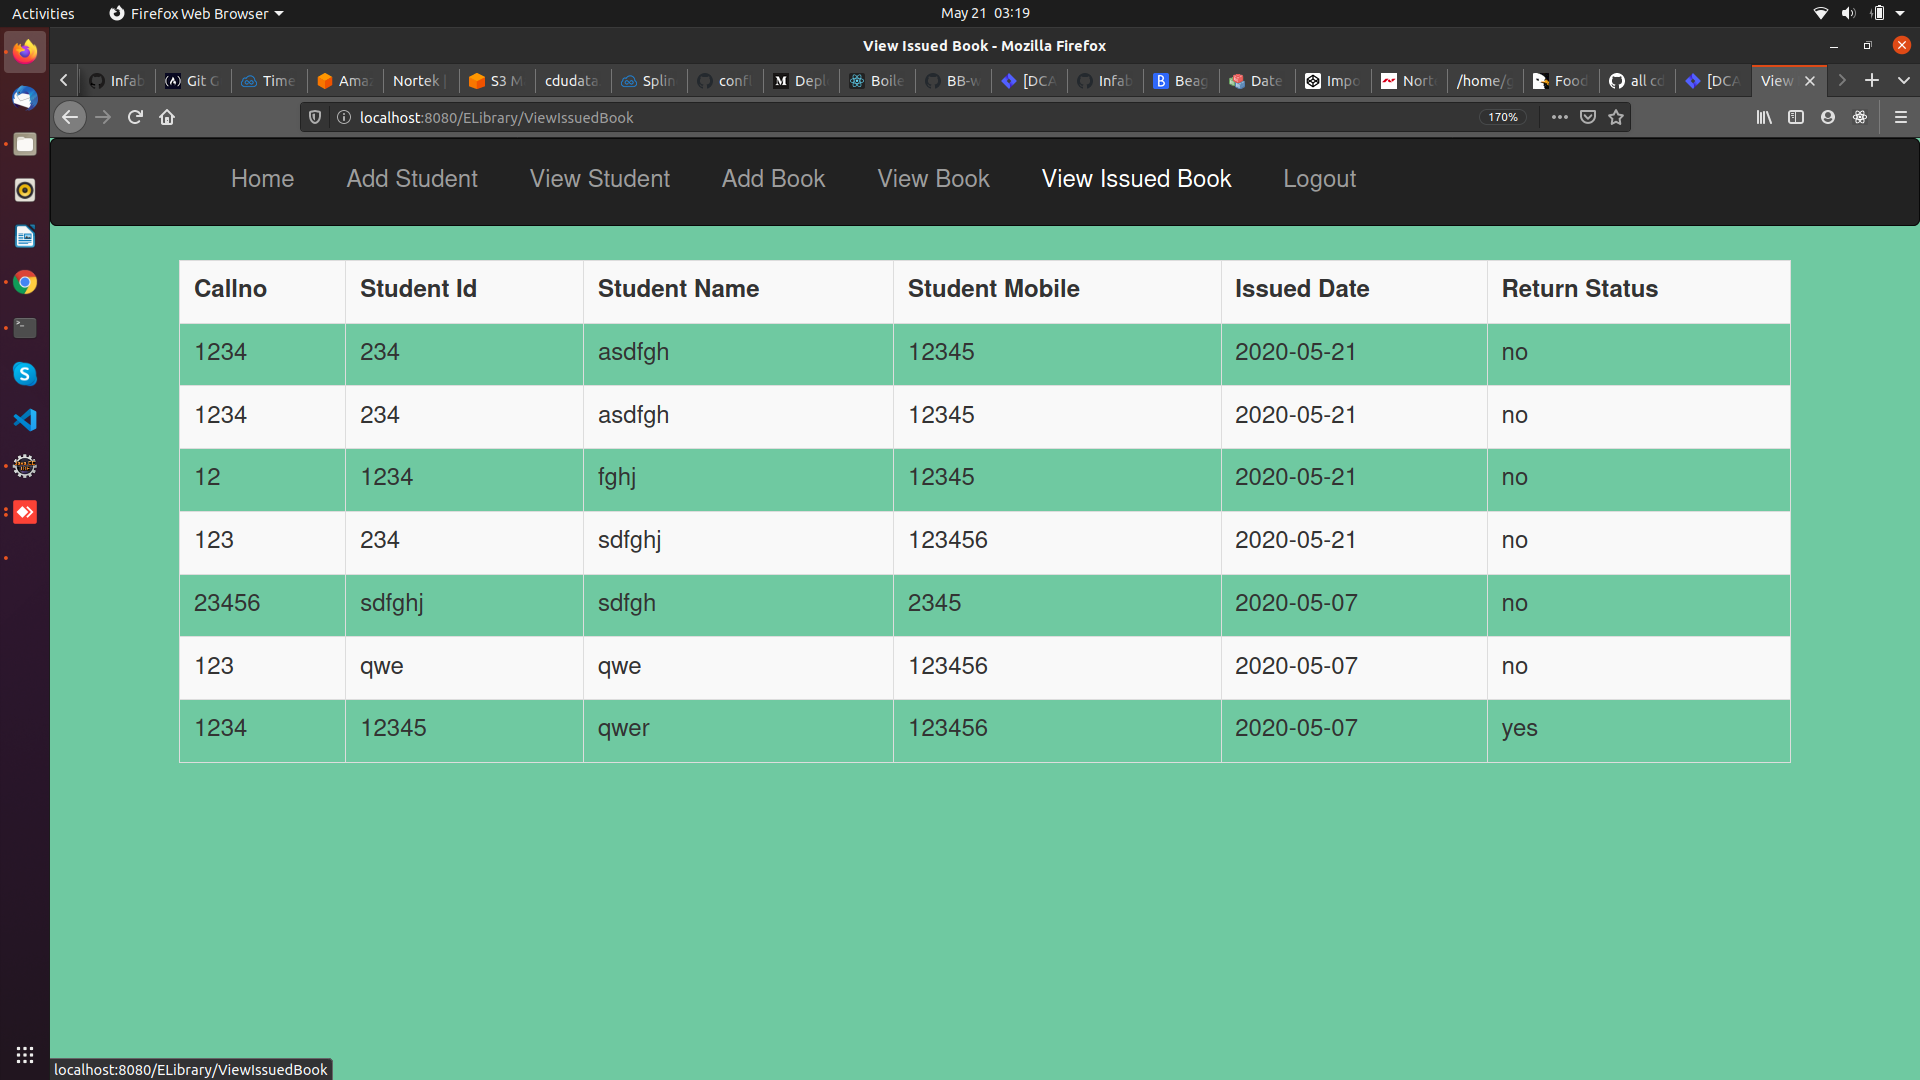 Activities Firefox Web Browser May 21 03:19
View Issued Book - Mozilla Firefox
Infab Git G Time Ama Nortek S3 M cdudata Splin conf Depl Boile BB-w [DCA Infab Beag Date Impo Nort /home/g Food all co [DCA View
localhost:8080/ELibrary/ViewIssuedBook 170%
Home Add Student View Student Add Book View Book View Issued Book Logout
Callno Student Id Student Name Student Mobile Issued Date Return Status
1234 234 asdfgh 12345 2020-05-21 no
1234 234 asdfgh 12345 2020-05-21 no
12 1234 fghj 12345 2020-05-21 no
123 234 sdfghj 123456 2020-05-21 no
23456 sdfghj sdfgh 2345 2020-05-07 no
123 qwe qwe 123456 2020-05-07 no
1234 12345 qwer 123456 2020-05-07 yes
localhost:8080/ELibrary/ViewIssuedBook